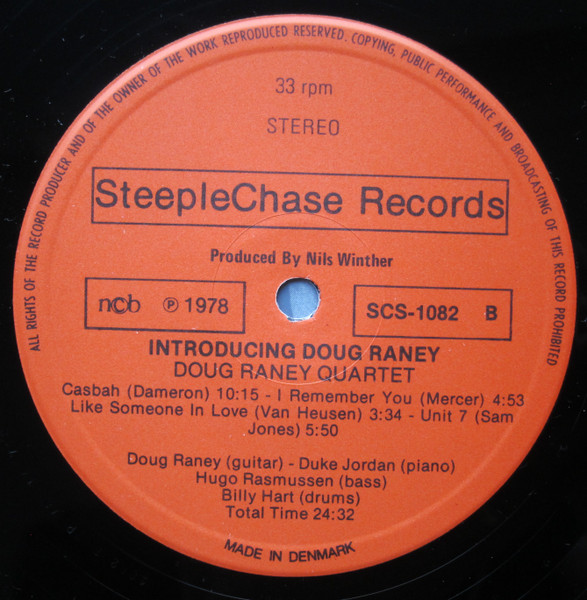 ALL RIGHTS OF THE RECORD PRODUCER AND OF THE OWNER OF THE WORK REPRODUCED RESERVED. COPYING, PUBLIC PERFORMANCE AND BROADCASTING OF THIS RECORD PROHIBITED
33 rpm
STEREO
SteepleChase Records
Produced By Nils Winther
ncb ℗ 1978
SCS-1082 B
INTRODUCING DOUG RANEY
DOUG RANEY QUARTET
Casbah (Dameron) 10:15 - I Remember You (Mercer) 4:53
Like Someone In Love (Van Heusen) 3:34 - Unit 7 (Sam
Jones) 5:50
Doug Raney (guitar) - Duke Jordan (piano)
Hugo Rasmussen (bass)
Billy Hart (drums)
Total Time 24:32
MADE IN DENMARK